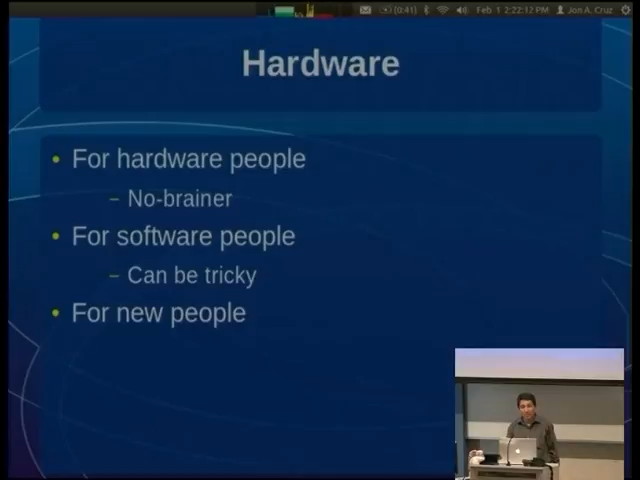 (0:41) Feb 1 2:22:12 PM Jon A. Cruz
Hardware
• For hardware people
– No-brainer
• For software people
– Can be tricky
• For new people